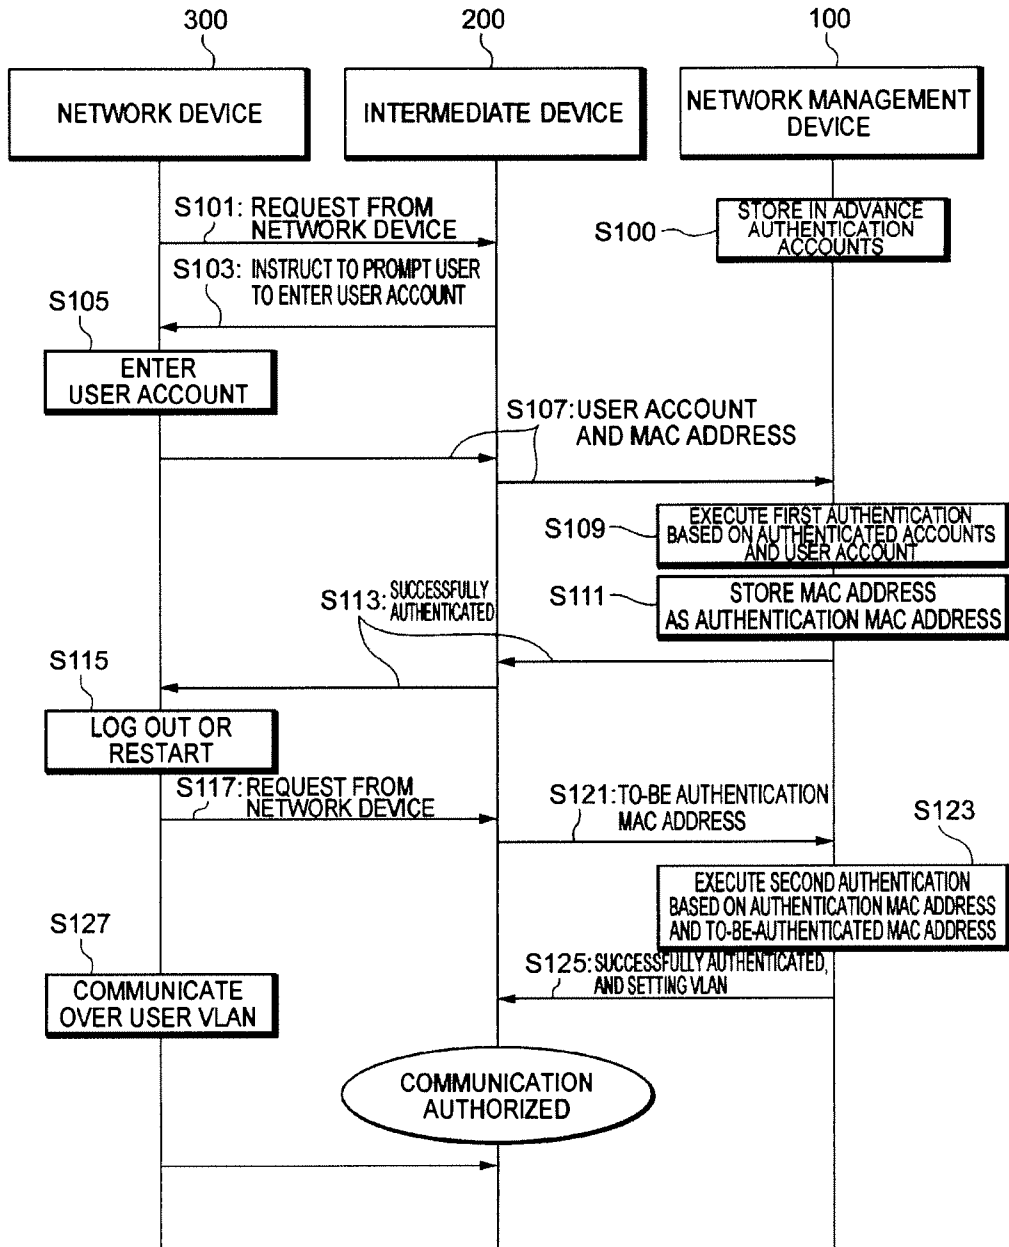 300
200
100
NETWORK DEVICE
INTERMEDIATE DEVICE
NETWORK MANAGEMENT
DEVICE
S101: REQUEST FROM
NETWORK DEVICE
S100
STORE IN ADVANCE
AUTHENTICATION
ACCOUNTS
S103: INSTRUCT TO PROMPT USER
TO ENTER USER ACCOUNT
S105
ENTER
USER ACCOUNT
S107: USER ACCOUNT
AND MAC ADDRESS
S109
EXECUTE FIRST AUTHENTICATION
BASED ON AUTHENTICATED ACCOUNTS
AND USER ACCOUNT
S111
STORE MAC ADDRESS
AS AUTHENTICATION MAC ADDRESS
S113: SUCCESSFULLY
AUTHENTICATED
S115
LOG OUT OR
RESTART
S117: REQUEST FROM
NETWORK DEVICE
S121: TO-BE AUTHENTICATION
MAC ADDRESS
S123
EXECUTE SECOND AUTHENTICATION
BASED ON AUTHENTICATION MAC ADDRESS
AND TO-BE-AUTHENTICATED MAC ADDRESS
S125: SUCCESSFULLY AUTHENTICATED,
AND SETTING VLAN
S127
COMMUNICATE
OVER USER VLAN
COMMUNICATION
AUTHORIZED